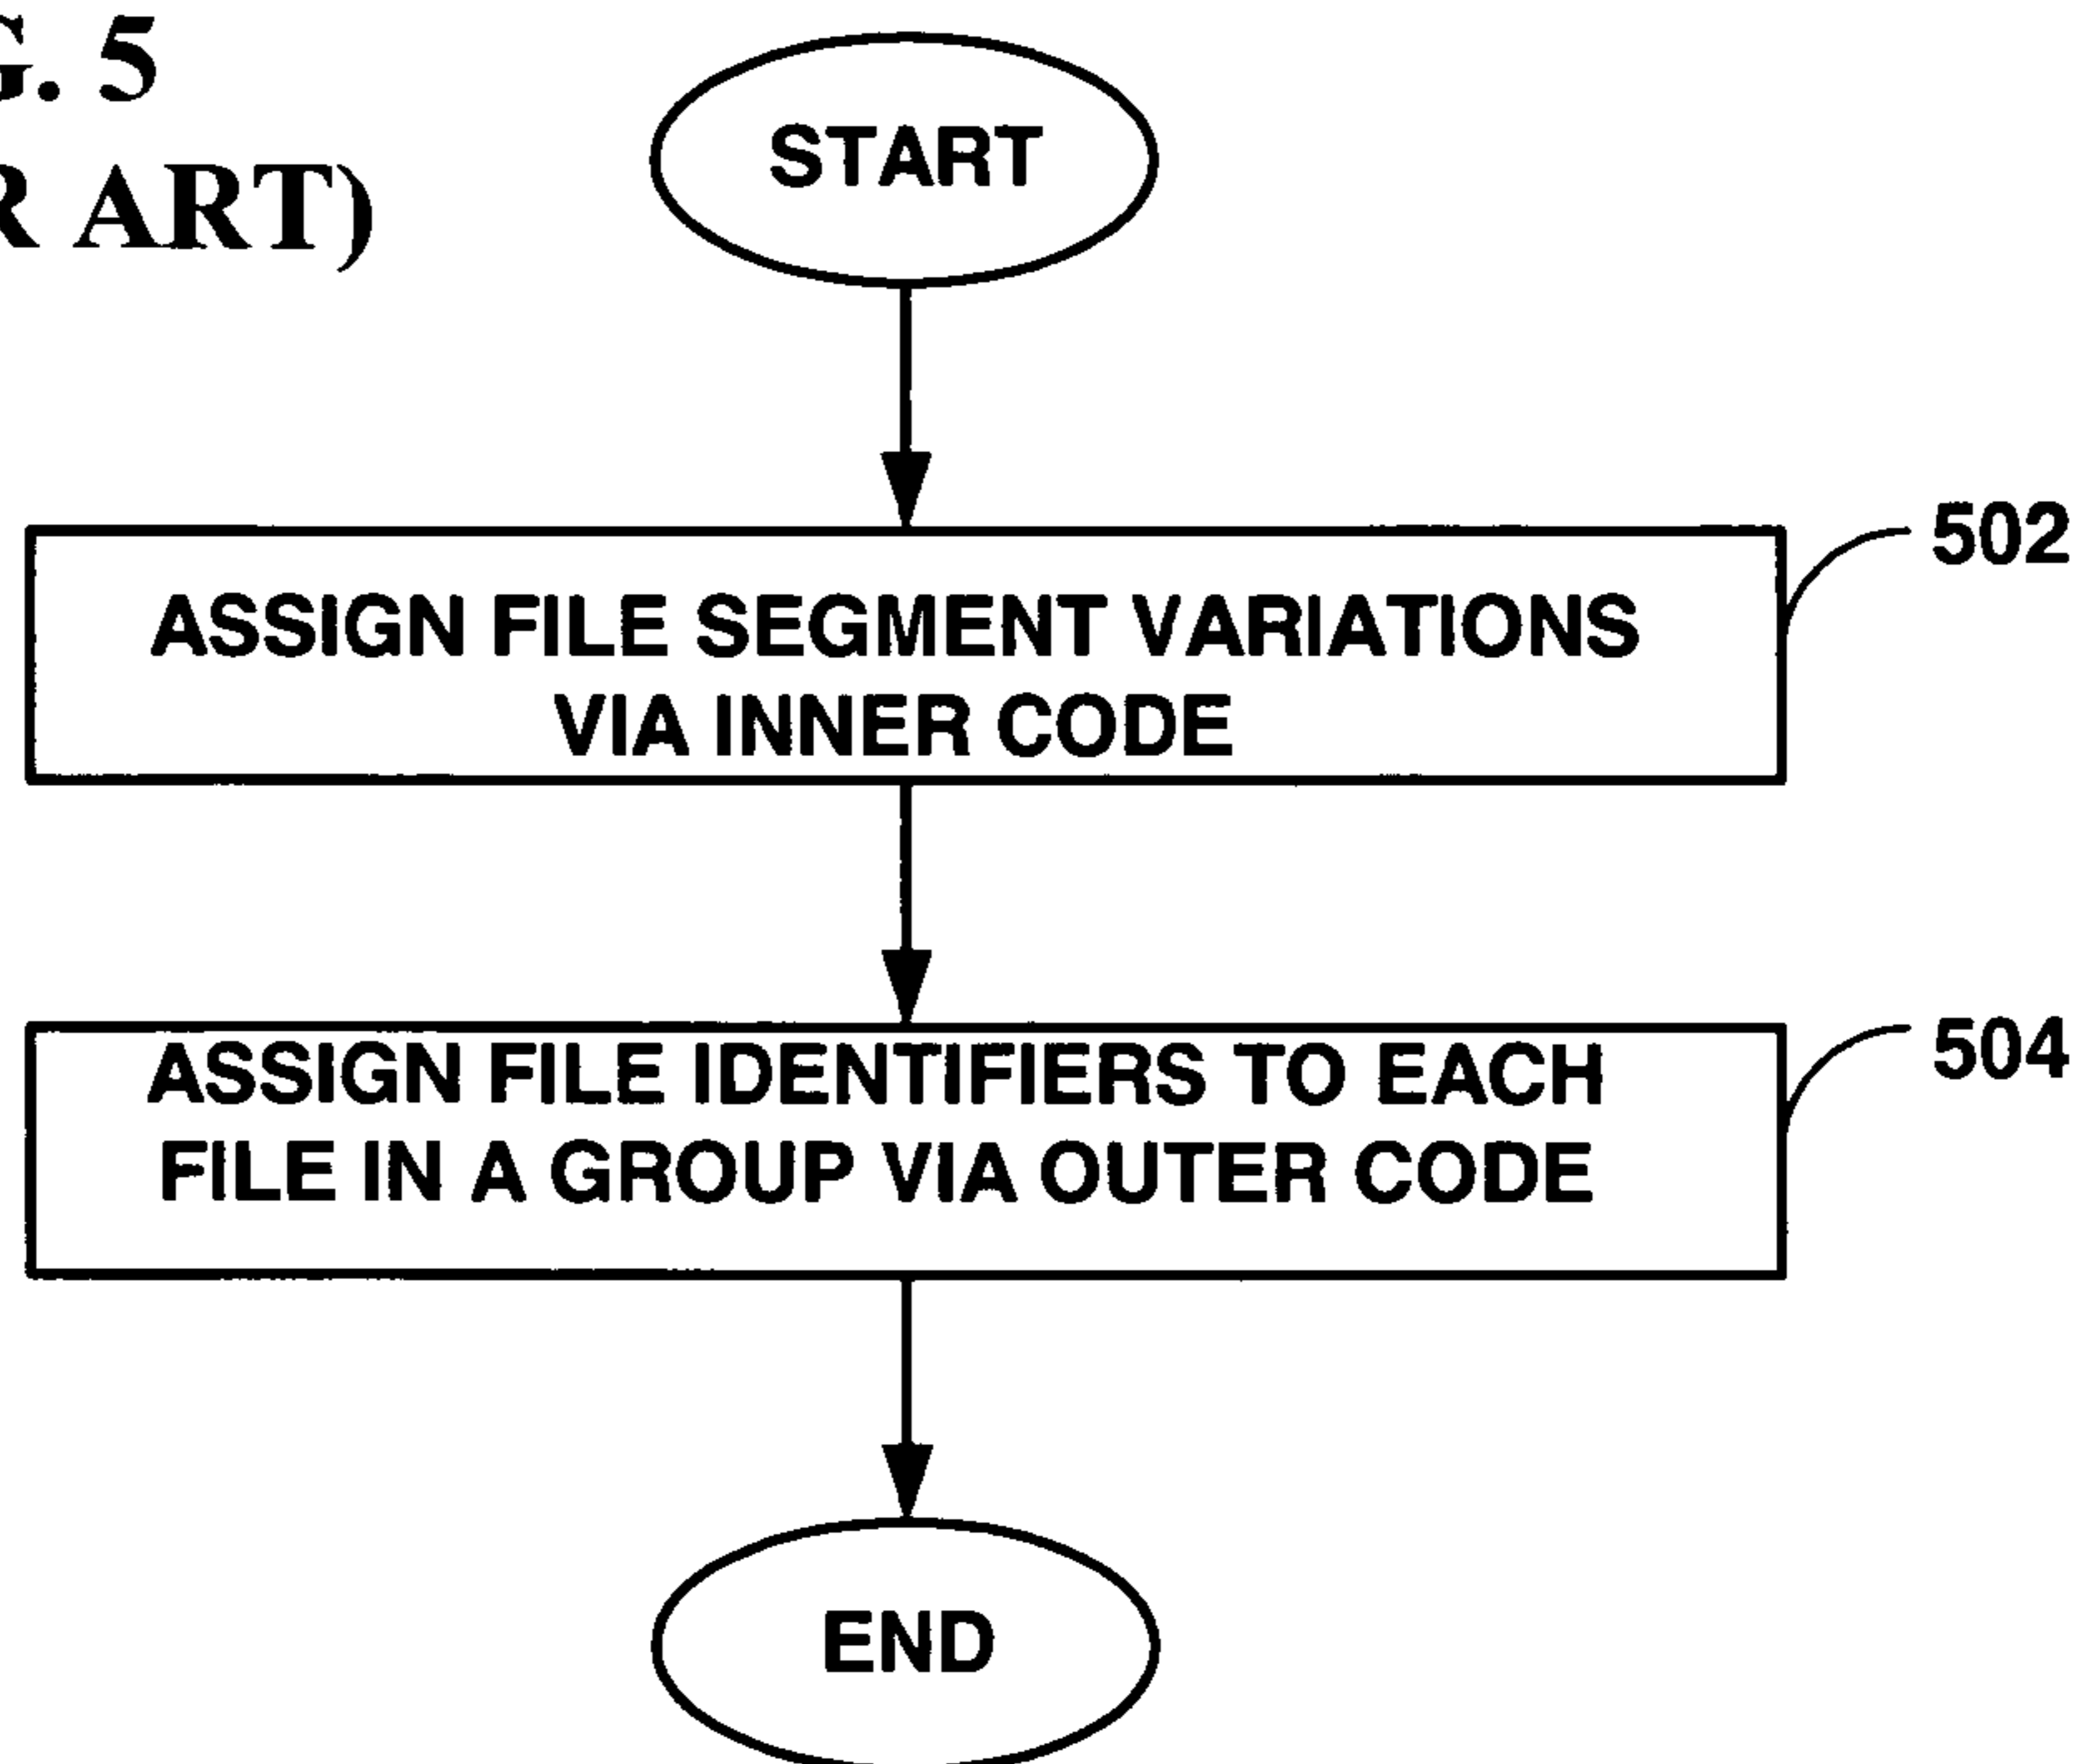 G. 5
R ART)
START
502
ASSIGN FILE SEGMENT VARIATIONS
VIA INNER CODE
504
ASSIGN FILE IDENTIFIERS TO EACH
FILE IN A GROUP VIA OUTER CODE
END